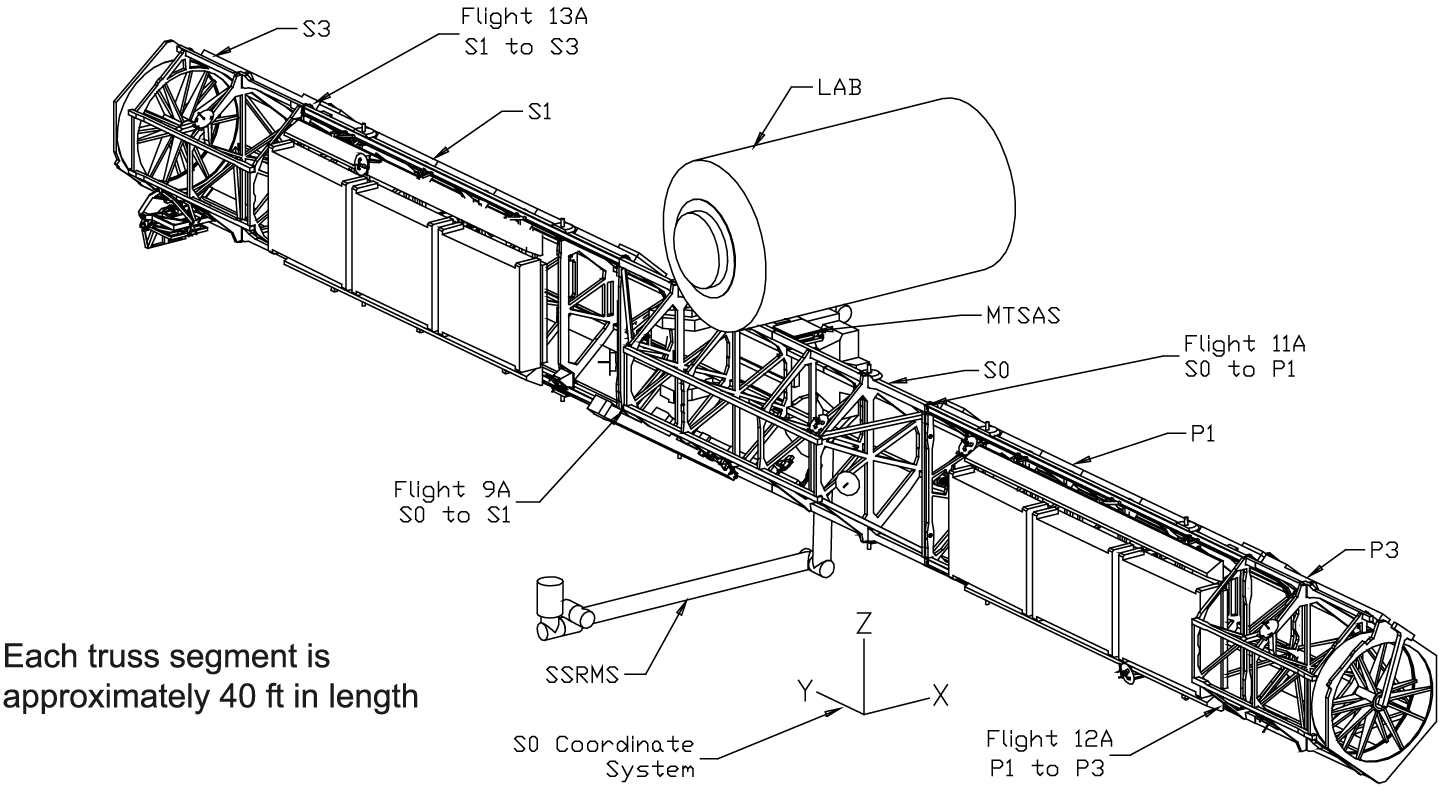 S3
Flight 13A
S1 to S3
S1
LAB
MTSAS
S0
Flight 11A
S0 to P1
P1
Flight 9A
S0 to S1
P3
SSRMS
Each truss segment is
approximately 40 ft in length
Z
Y
X
S0 Coordinate
System
Flight 12A
P1 to P3